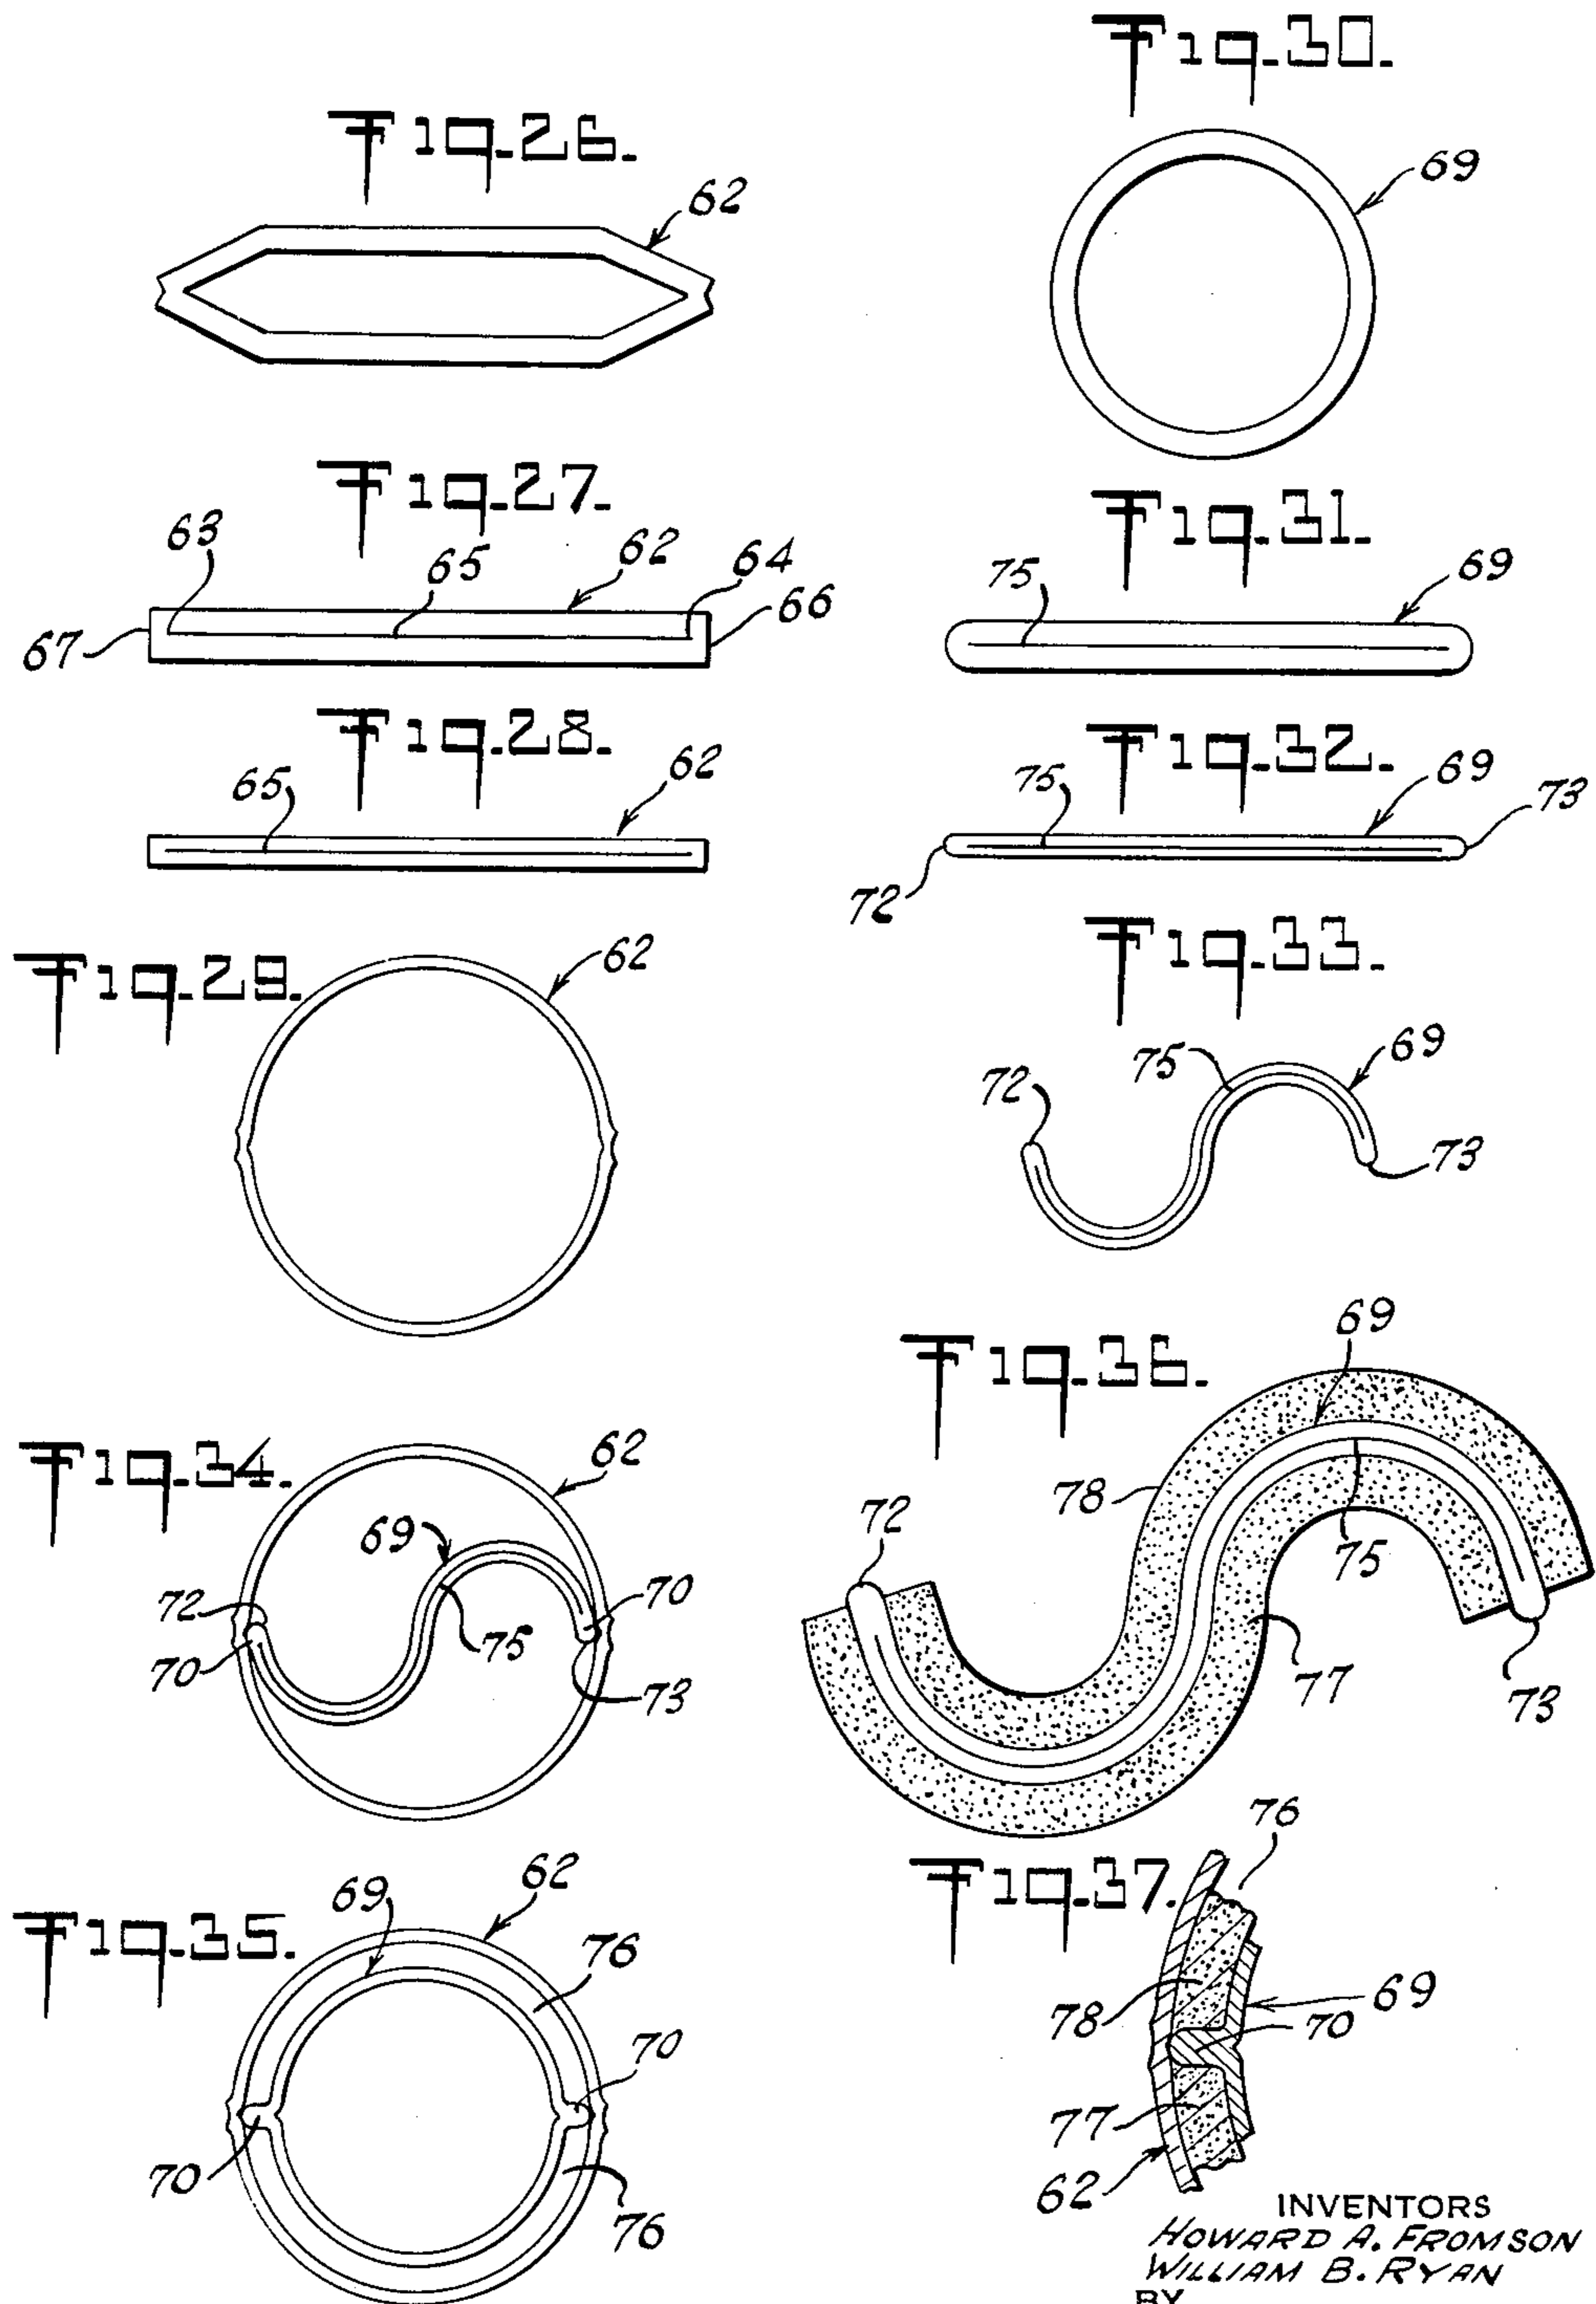 Fig. 26.
62
Fig. 27.
63
65
62
64
66
67
Fig. 28.
65
62
Fig. 29.
62
Fig. 30.
69
Fig. 31.
75
69
Fig. 32.
75
69
73
72
Fig. 33.
75
69
72
73
Fig. 34.
62
69
72
70
70
75
73
Fig. 35.
69
62
76
70
70
76
Fig. 36.
69
78
72
75
77
73
Fig. 37.
76
78
69
70
77
62
INVENTORS
HOWARD A. FROMSON
WILLIAM B. RYAN
BY